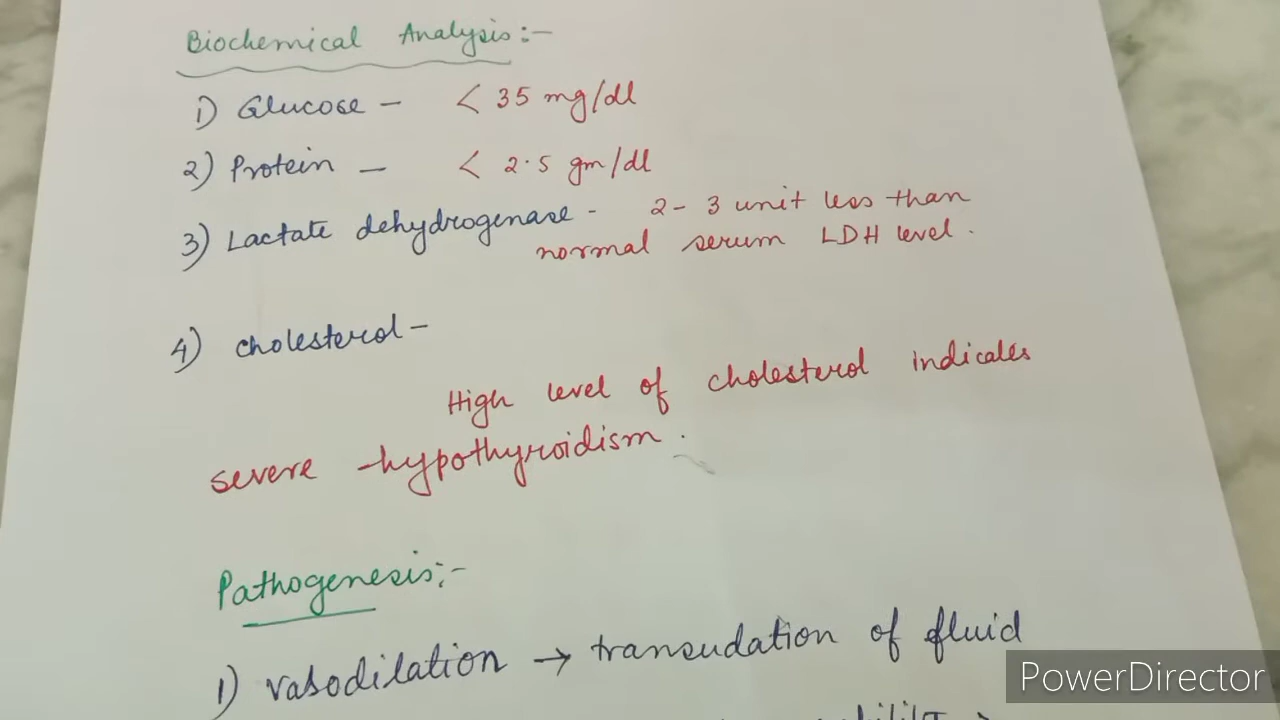 Biochemical Analysis:-
1) Glucose - < 35 mg/dl
2) Protein - < 2.5 gm/dl
3) Lactate dehydrogenase - 2-3 unit less than
normal serum LDH level.
4) cholesterol -
High level of cholesterol indicates
severe hypothyroidism.
Pathogenesis:-
1) vasodilation → transudation of fluid
PowerDirector